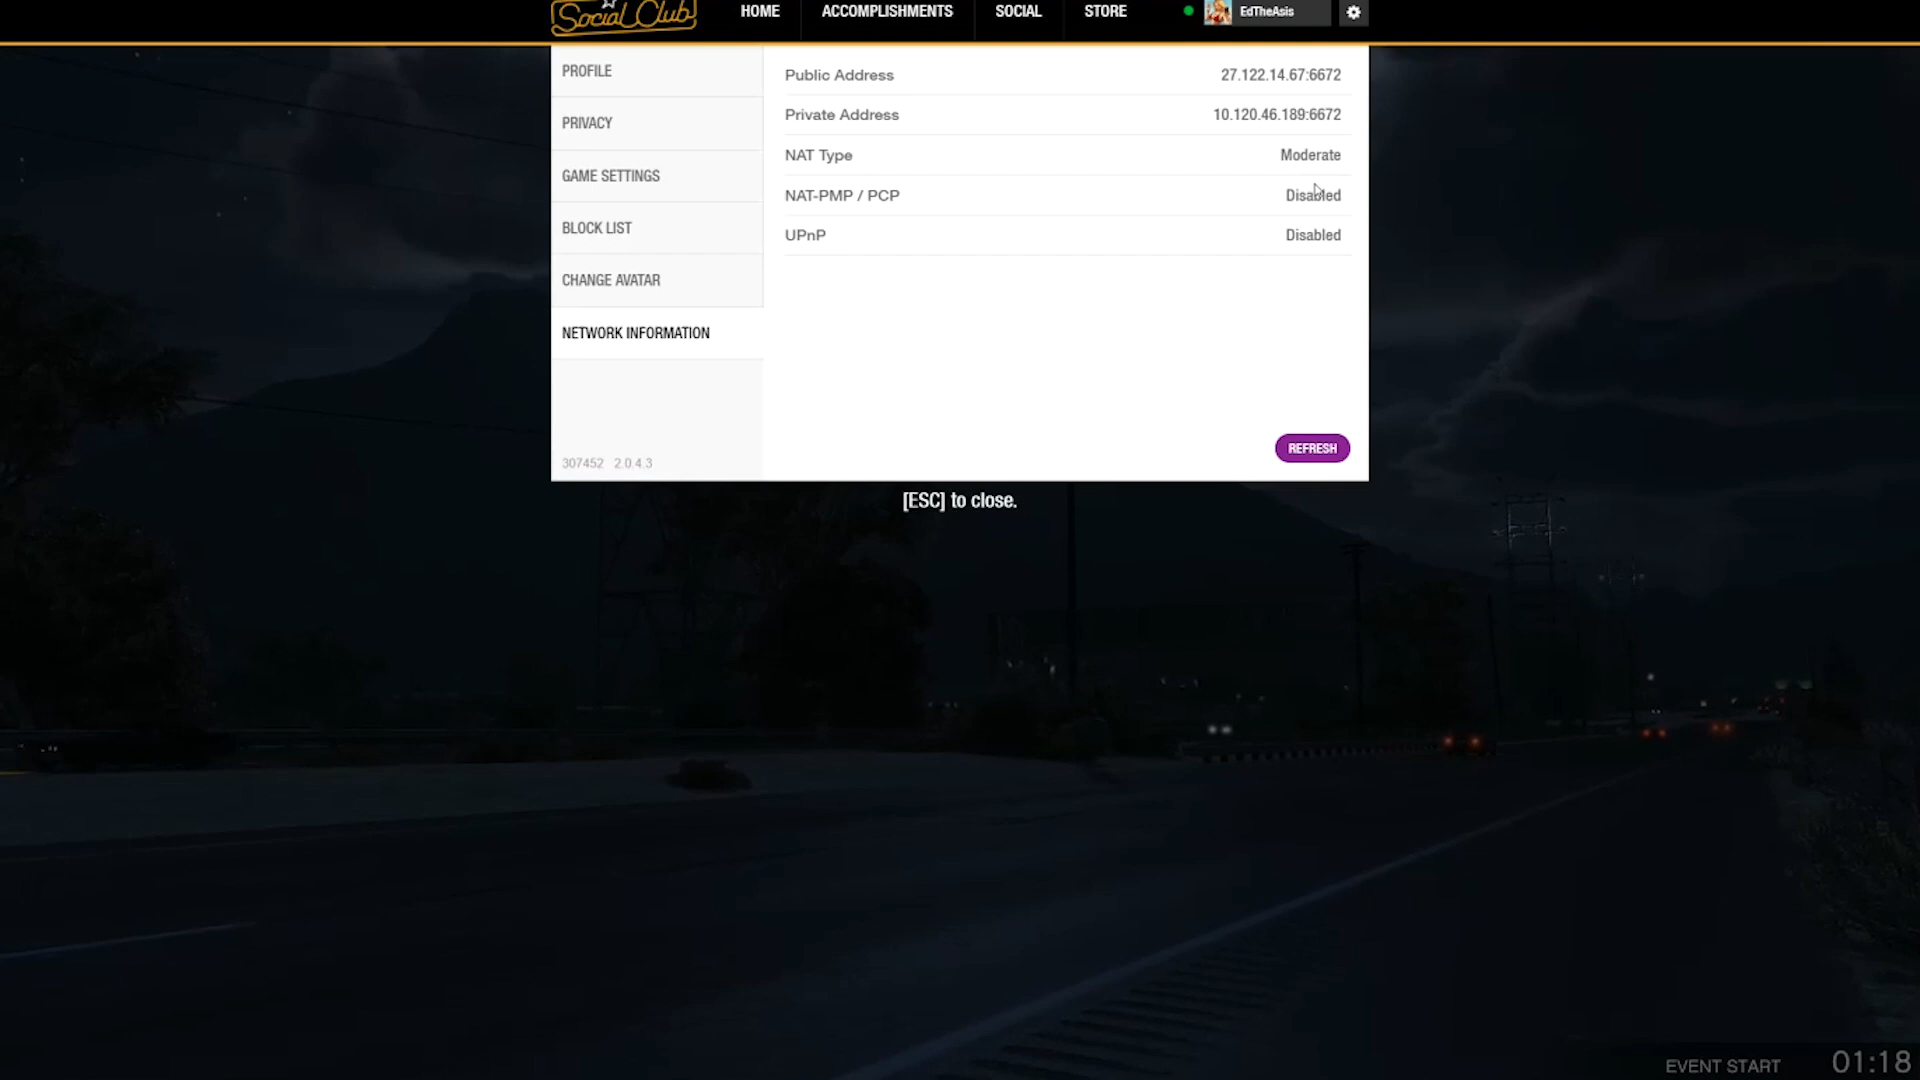 Social Club HOME ACCOMPLISHMENTS SOCIAL STORE EdTheAsis
PROFILE
PRIVACY
GAME SETTINGS
BLOCK LIST
CHANGE AVATAR
NETWORK INFORMATION
307452 2.0.4.3
Public Address 27.122.14.67:6672
Private Address 10.120.46.189:6672
NAT Type Moderate
NAT-PMP / PCP Disabled
UPnP Disabled
REFRESH
[ESC] to close.
EVENT START 01:18